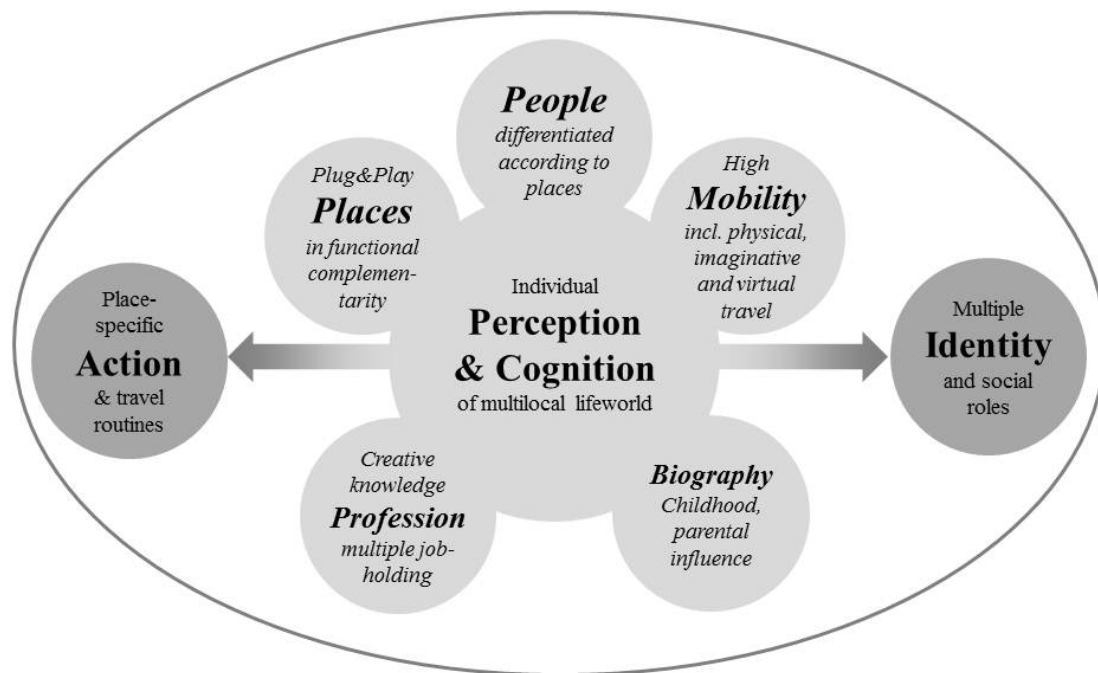 People
differentiated
according to
places
Plug&Play
Places
in functional
complemen-
tarity
High
Mobility
incl. physical,
imaginative
and virtual
travel
Place-
specific
Action
& travel
routines
Individual
Perception
& Cognition
of multilocal lifeworld
Multiple
Identity
and social
roles
Creative
knowledge
Profession
multiple job-
holding
Biography
Childhood,
parental
influence